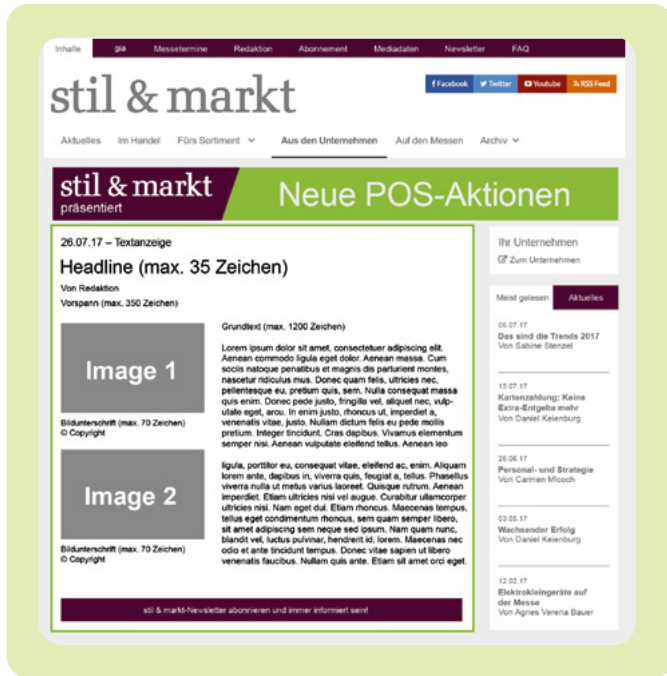 Inhalte gia Messetermine Redaktion Abonnement Mediadaten Newsletter FAQ
stil & markt
Facebook Twitter Youtube RSS Feed
Aktuelles Im Handel Fürs Sortiment Aus den Unternehmen Auf den Messen Archiv
stil & markt
präsentiert
Neue POS-Aktionen
26.07.17 – Textanzeige
Headline (max. 35 Zeichen)
Von Redaktion
Vorspann (max. 350 Zeichen)
Image 1
Bildunterschrift (max. 70 Zeichen)
© Copyright
Image 2
Bildunterschrift (max. 70 Zeichen)
© Copyright
Grundtext (max. 1200 Zeichen)
Lorem ipsum dolor sit amet, consectetuer adipiscing elit.
Aenean commodo ligula eget dolor. Aenean massa. Cum
sociis natoque penatibus et magnis dis parturient montes,
nascetur ridiculus mus. Donec quam felis, ultricies nec,
pellentesque eu, pretium quis, sem. Nulla consequat massa
quis enim. Donec pede justo, fringilla vel, aliquet nec, vulp-
utate eget, arcu. In enim justo, rhoncus ut, imperdiet a,
venenatis vitae, justo. Nullam dictum felis eu pede mollis
pretium. Integer tincidunt. Cras dapibus. Vivamus elementum
semper nisi. Aenean vulputate eleifend tellus. Aenean leo
ligula, porttitor eu, consequat vitae, eleifend ac, enim. Aliquam
lorem ante, dapibus in, viverra quis, feugiat a, tellus. Phasellus
viverra nulla ut metus varius laoreet. Quisque rutrum. Aenean
imperdiet. Etiam ultricies nisi vel augue. Curabitur ullamcorper
ultricies nisi. Nam eget dui. Etiam rhoncus. Maecenas tempus,
tellus eget condimentum rhoncus, sem quam semper libero,
sit amet adipiscing sem neque sed ipsum. Nam quam nunc,
blandit vel, luctus pulvinar, hendrerit id, lorem. Maecenas nec
odio et ante tincidunt tempus. Donec vitae sapien ut libero
venenatis faucibus. Nullam quis ante. Etiam sit amet orci eget.
stil & markt-Newsletter abonnieren und immer informiert sein!
Ihr Unternehmen
Zum Unternehmen
Meist gelesen Aktuelles
06.07.17
Das sind die Trends 2017
Von Sabine Stenzel
15.07.17
Kartenzahlung: Keine
Extra-Entgelte mehr
Von Daniel Keienburg
26.06.17
Personal- und Strategie
Von Carmen Mlcoch
03.05.17
Wachsender Erfolg
Von Daniel Keienburg
12.02.17
Elektrokleingeräte auf
der Messe
Von Agnes Verena Bauer